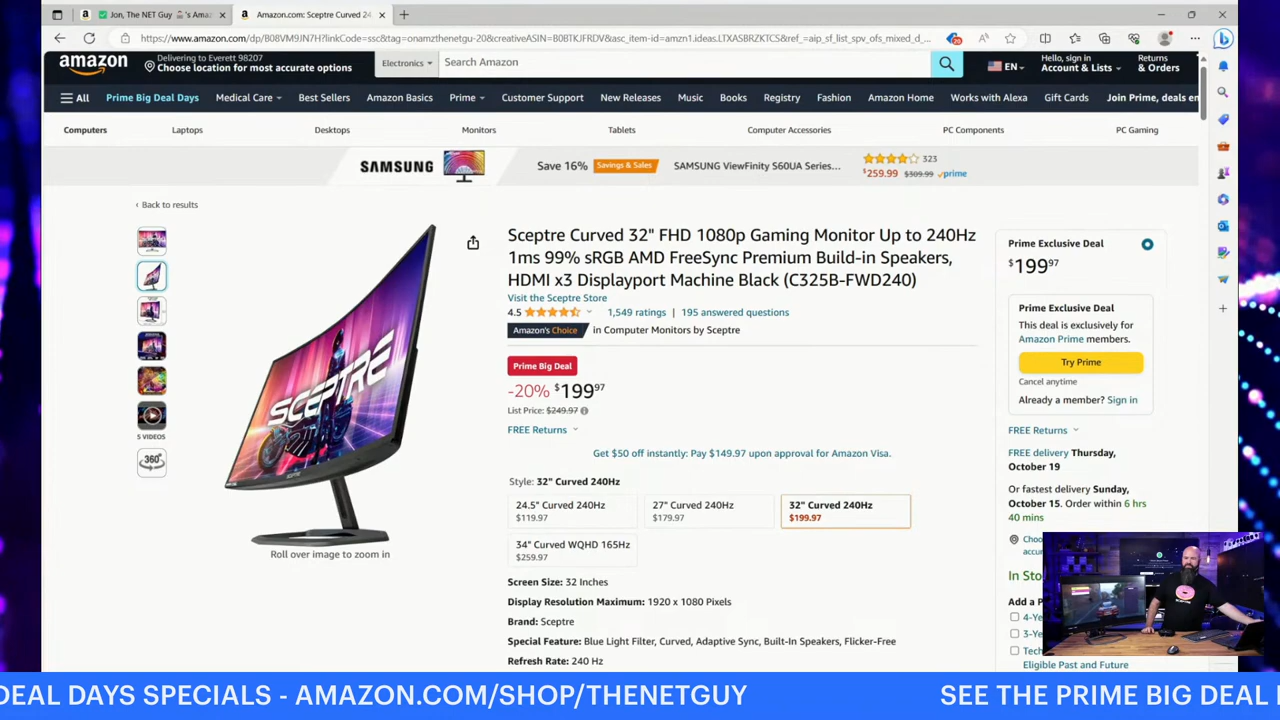 Jon, The NET Guy
's Amaz
Amazon.com: Sceptre Curved 24
https://www.amazon.com/dp/B08VM9JN7H?linkCode=ssc&tag=onamzthenetgu-20&creativeASIN=B08TKJFRDV&asc_item-id=amzn1.ideas.LTXASBRZKTCS&ref_=aip_sf_list_spv_ofs_mixed_d_...
amazon
Delivering to Everett 98207
Choose location for most accurate options
Electronics
Search Amazon
EN
Hello, sign in
Account & Lists
Returns
& Orders
All
Prime Big Deal Days
Medical Care
Best Sellers
Amazon Basics
Prime
Customer Support
New Releases
Music
Books
Registry
Fashion
Amazon Home
Works with Alexa
Gift Cards
Join Prime, deals en
Computers
Laptops
Desktops
Monitors
Tablets
Computer Accessories
PC Components
PC Gaming
SAMSUNG
Save 16%
Savings & Sales
SAMSUNG ViewFinity S60UA Series...
323
$259.99 $309.99 prime
‹ Back to results
5 VIDEOS
360°
SCEPTRE
Roll over image to zoom in
Sceptre Curved 32" FHD 1080p Gaming Monitor Up to 240Hz
1ms 99% sRGB AMD FreeSync Premium Build-in Speakers,
HDMI x3 Displayport Machine Black (C325B-FWD240)
Visit the Sceptre Store
4.5
1,549 ratings | 195 answered questions
Amazon's Choice in Computer Monitors by Sceptre
Prime Big Deal
-20% $199 97
List Price: $249.97
FREE Returns
Get $50 off instantly: Pay $149.97 upon approval for Amazon Visa.
Style: 32" Curved 240Hz
24.5" Curved 240Hz
$119.97
27" Curved 240Hz
$179.97
32" Curved 240Hz
$199.97
34" Curved WQHD 165Hz
$259.97
Screen Size: 32 Inches
Display Resolution Maximum: 1920 x 1080 Pixels
Brand: Sceptre
Special Feature: Blue Light Filter, Curved, Adaptive Sync, Built-In Speakers, Flicker-Free
Refresh Rate: 240 Hz
Prime Exclusive Deal
$199 97
Prime Exclusive Deal
This deal is exclusively for
Amazon Prime members.
Try Prime
Cancel anytime
Already a member? Sign in
FREE Returns
FREE delivery Thursday,
October 19
Or fastest delivery Sunday,
October 15. Order within 6 hrs
40 mins
Choo
accu
In Sto
Add a P
4-Ye
3-Ye
Tech
Eligible Past and Future
DEAL DAYS SPECIALS - AMAZON.COM/SHOP/THENETGUY
SEE THE PRIME BIG DEAL